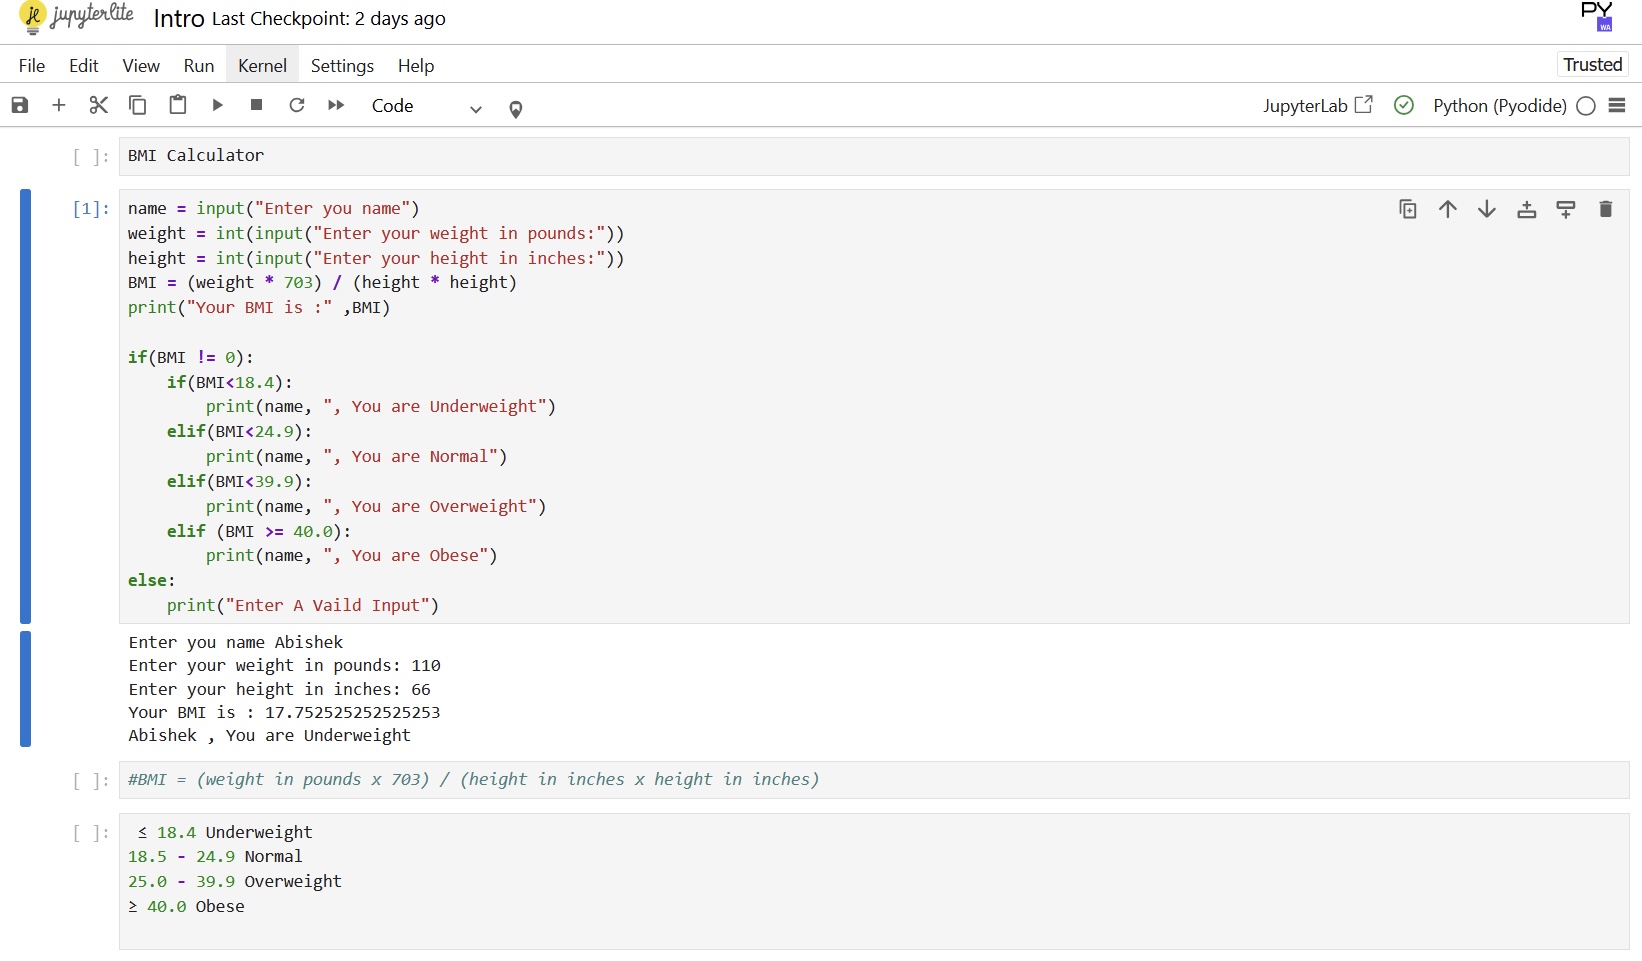 jupyterlite Intro Last Checkpoint: 2 days ago PY WA
File Edit View Run Kernel Settings Help Trusted
Code JupyterLab Python (Pyodide)
[ ]: BMI Calculator
[1]: name = input("Enter you name")
weight = int(input("Enter your weight in pounds:"))
height = int(input("Enter your height in inches:"))
BMI = (weight * 703) / (height * height)
print("Your BMI is :" ,BMI)
if(BMI != 0):
    if(BMI<18.4):
        print(name, ", You are Underweight")
    elif(BMI<24.9):
        print(name, ", You are Normal")
    elif(BMI<39.9):
        print(name, ", You are Overweight")
    elif (BMI >= 40.0):
        print(name, ", You are Obese")
else:
    print("Enter A Vaild Input")
Enter you name Abishek
Enter your weight in pounds: 110
Enter your height in inches: 66
Your BMI is : 17.752525252525253
Abishek , You are Underweight
[ ]: #BMI = (weight in pounds x 703) / (height in inches x height in inches)
[ ]: ≤ 18.4 Underweight
18.5 - 24.9 Normal
25.0 - 39.9 Overweight
≥ 40.0 Obese